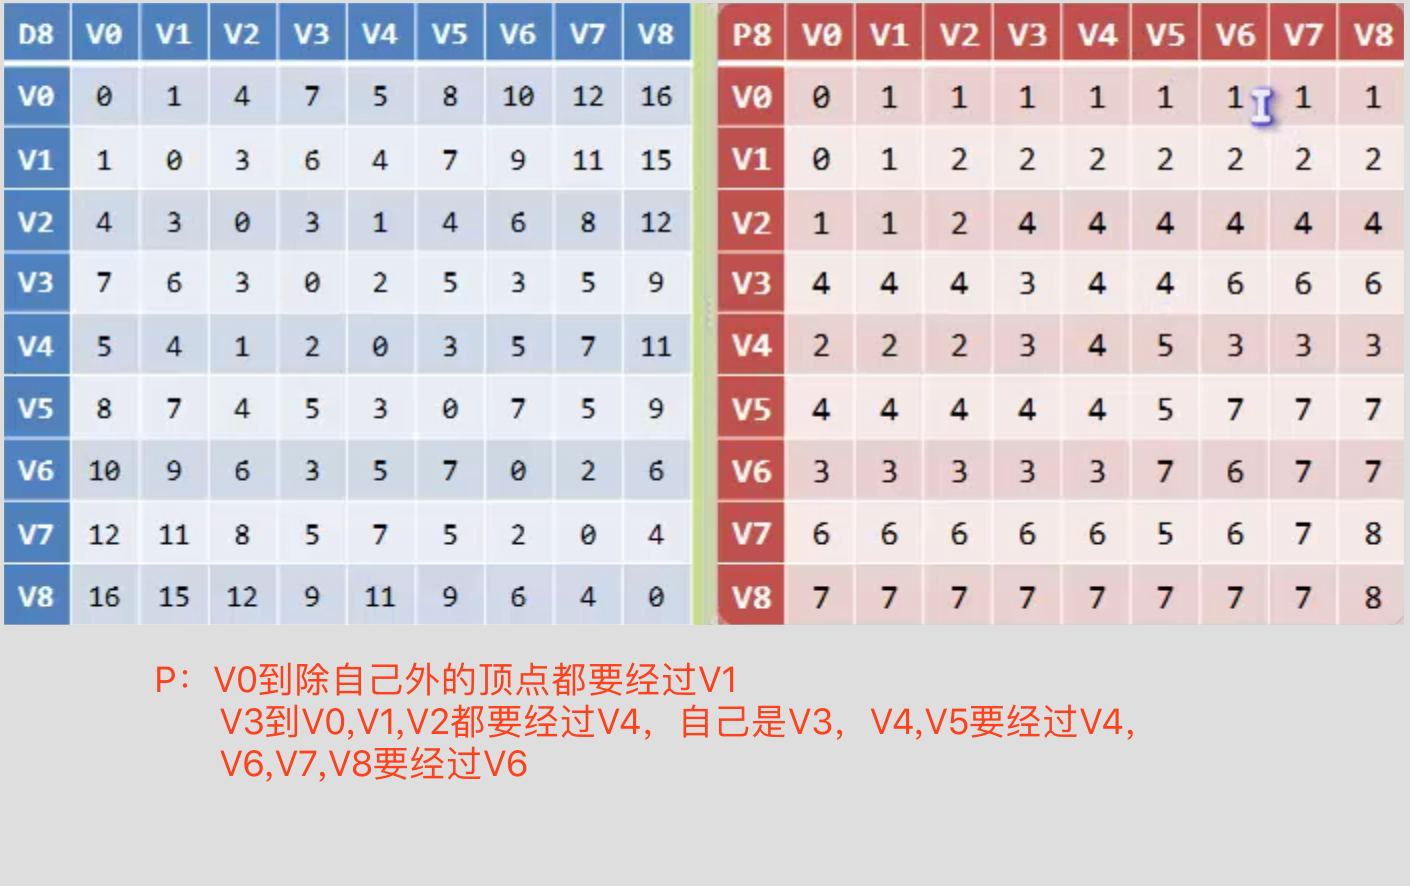 D8 V0 V1 V2 V3 V4 V5 V6 V7 V8
V0 0 1 4 7 5 8 10 12 16
V1 1 0 3 6 4 7 9 11 15
V2 4 3 0 3 1 4 6 8 12
V3 7 6 3 0 2 5 3 5 9
V4 5 4 1 2 0 3 5 7 11
V5 8 7 4 5 3 0 7 5 9
V6 10 9 6 3 5 7 0 2 6
V7 12 11 8 5 7 5 2 0 4
V8 16 15 12 9 11 9 6 4 0
P8 V0 V1 V2 V3 V4 V5 V6 V7 V8
V0 0 1 1 1 1 1 1 1 1
V1 0 1 2 2 2 2 2 2 2
V2 1 1 2 4 4 4 4 4 4
V3 4 4 4 3 4 4 6 6 6
V4 2 2 2 3 4 5 3 3 3
V5 4 4 4 4 4 5 7 7 7
V6 3 3 3 3 3 7 6 7 7
V7 6 6 6 6 6 5 6 7 8
V8 7 7 7 7 7 7 7 7 8
P：V0到除自己外的顶点都要经过V1
V3到V0,V1,V2都要经过V4，自己是V3，V4,V5要经过V4，
V6,V7,V8要经过V6